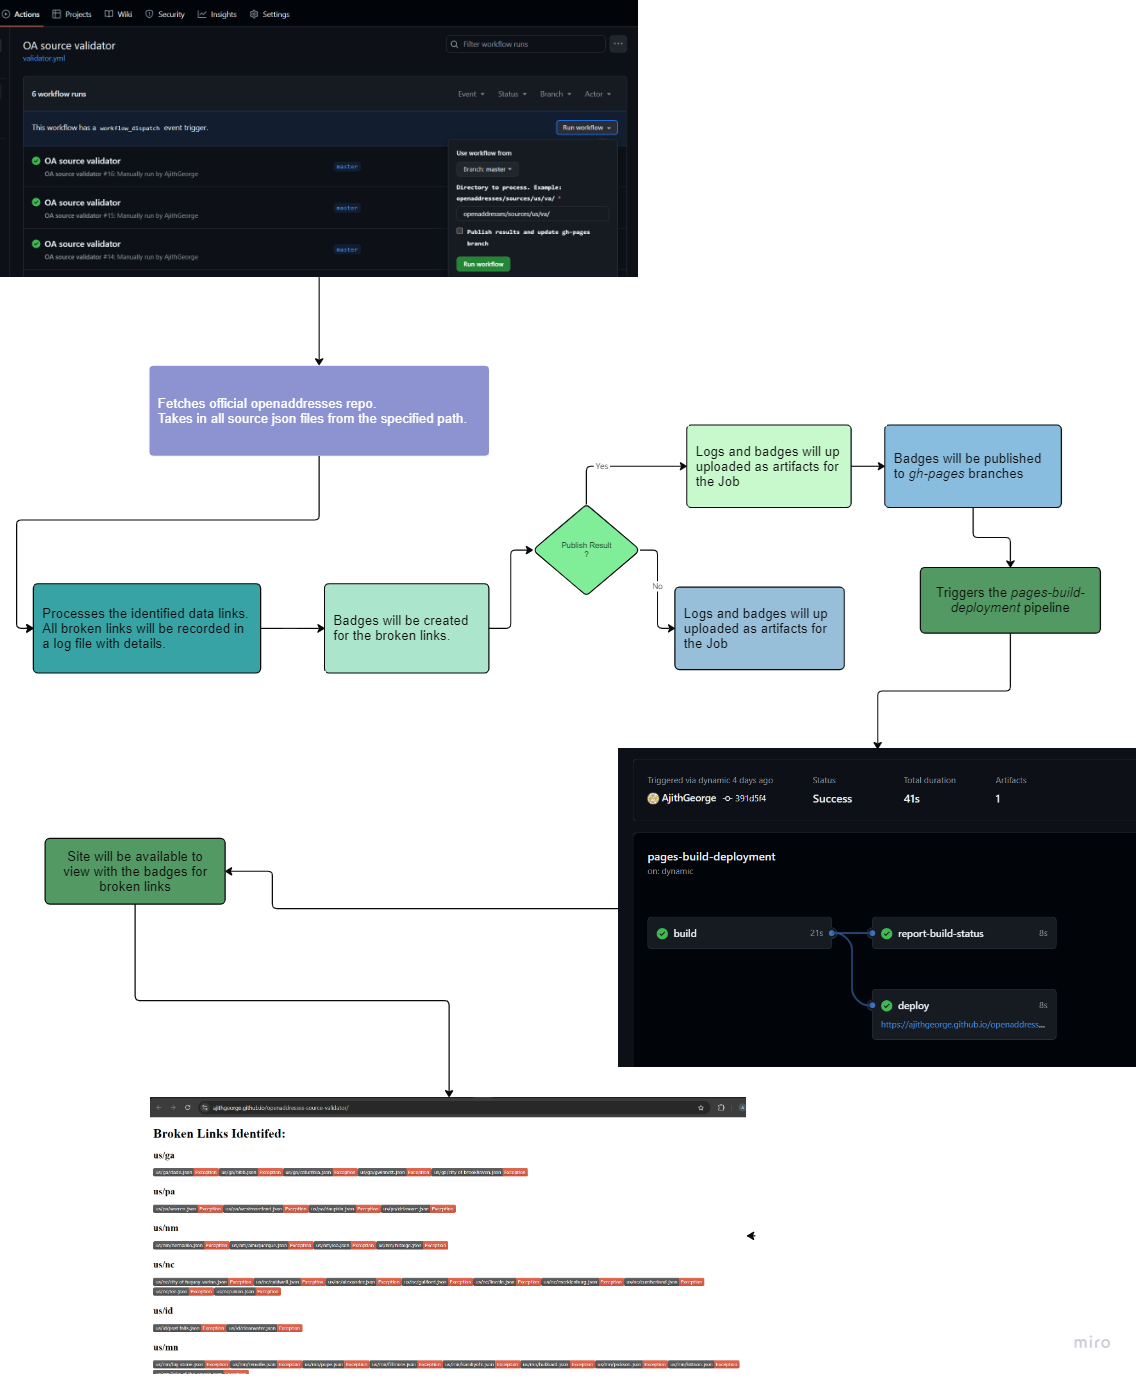 Actions Projects Wiki Security Insights Settings
OA source validator
Filter workflow runs
validator.yml
6 workflow runs
Event Status Branch Actor
This workflow has a workflow_dispatch event trigger.
Run workflow
Use workflow from
Branch: master
Directory to process. Example:
openaddresses/sources/us/va/ *
openaddresses/sources/us/va/
Publish results and update gh-pages
branch
Run workflow
OA source validator
master
OA source validator #16: Manually run by AjithGeorge
OA source validator
master
OA source validator #15: Manually run by AjithGeorge
OA source validator
master
OA source validator #14: Manually run by AjithGeorge
Fetches official openaddresses repo.
Takes in all source json files from the specified path.
Processes the identified data links.
All broken links will be recorded in
a log file with details.
Badges will be created
for the broken links.
Publish Result
?
Yes
Logs and badges will up
uploaded as artifacts for
the Job
Badges will be published
to gh-pages branches
No
Logs and badges will up
uploaded as artifacts for
the Job
Triggers the pages-build-
deployment pipeline
Triggered via dynamic 4 days ago
AjithGeorge 391d5f4
Status
Success
Total duration
41s
Artifacts
1
pages-build-deployment
on: dynamic
build 21s
report-build-status 8s
deploy 8s
https://ajithgeorge.github.io/openaddress...
Site will be available to
view with the badges for
broken links
ajithgeorge.github.io/openaddresses-source-validator/
Broken Links Identifed:
us/ga
us/pa
us/nm
us/nc
us/id
us/mn
miro